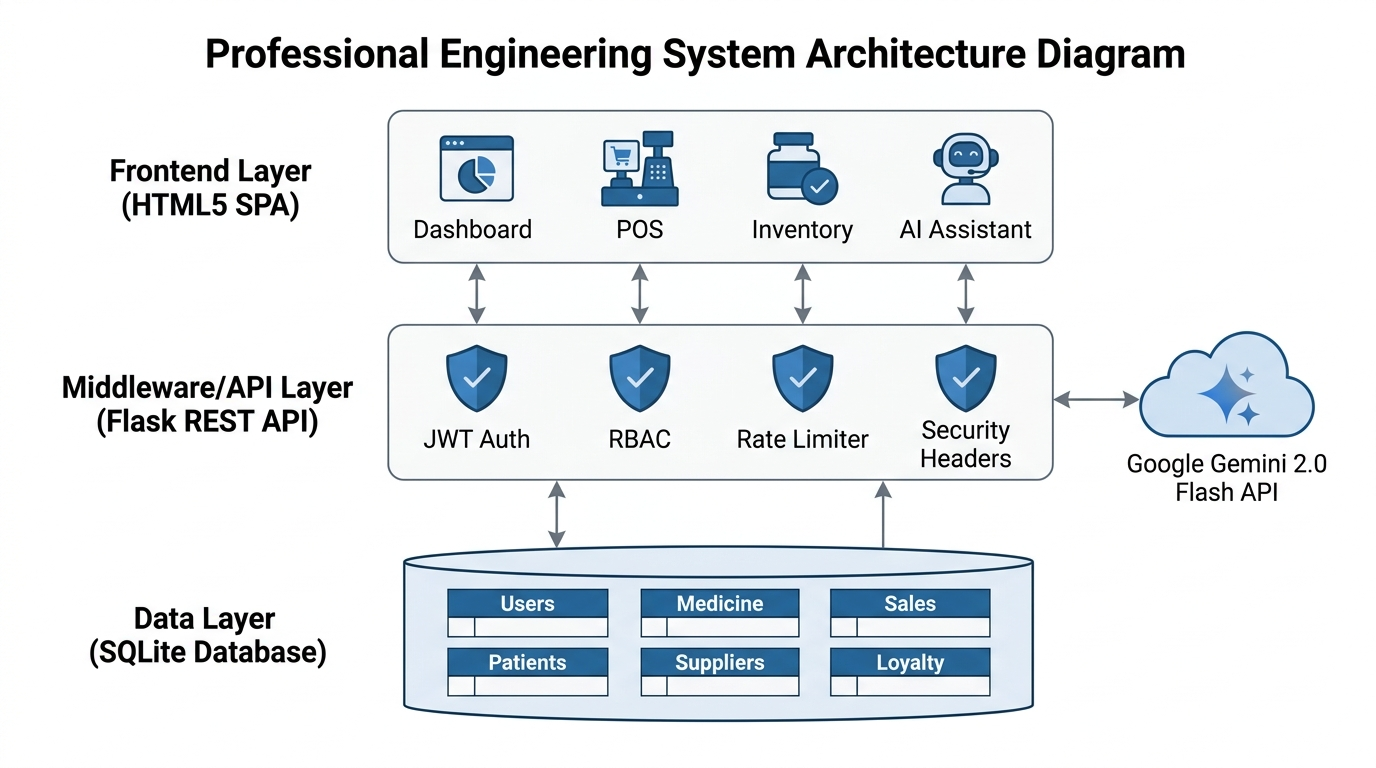 Professional Engineering System Architecture Diagram
Frontend Layer
(HTML5 SPA)
Dashboard
POS
Inventory
AI Assistant
Middleware/API Layer
(Flask REST API)
JWT Auth
RBAC
Rate Limiter
Security
Headers
Google Gemini 2.0
Flash API
Data Layer
(SQLite Database)
Users
Medicine
Sales
Patients
Suppliers
Loyalty